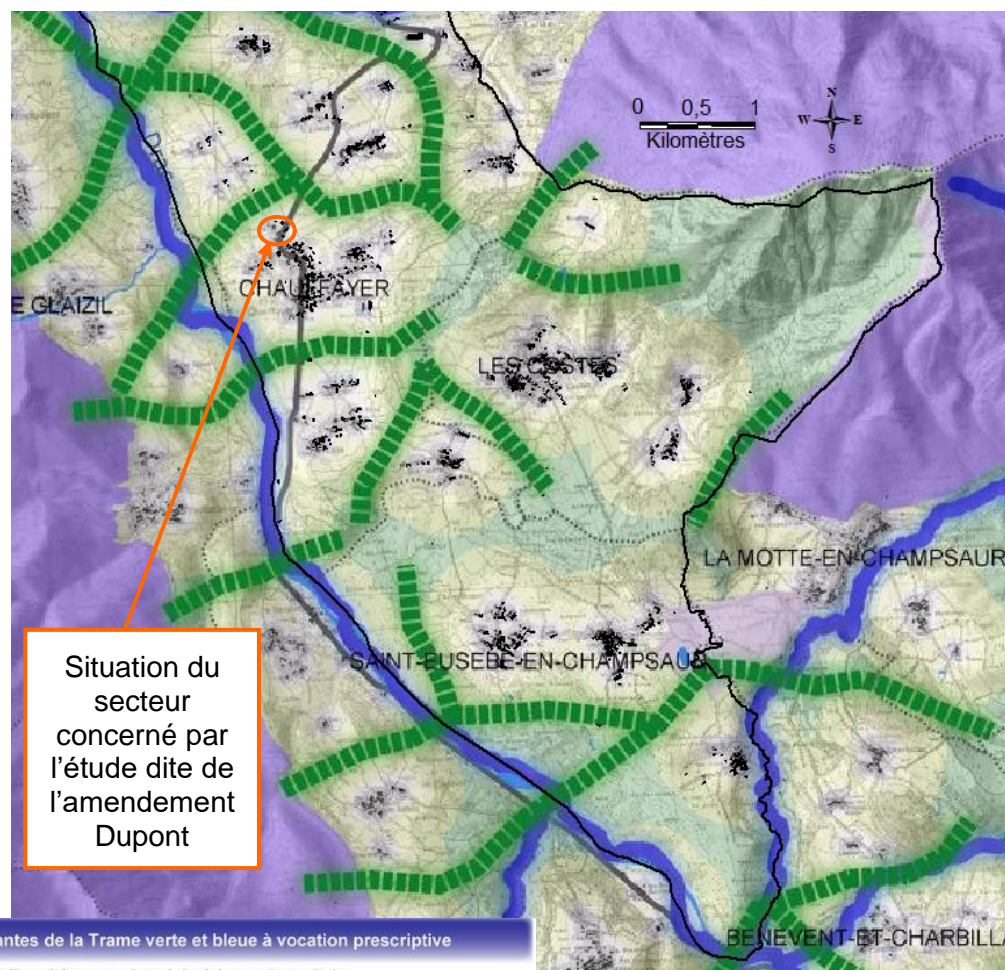 0 0,5 1
Kilomètres
N
W E
S
CHAUFFAYER
E GLAIZIL
LES COSTES
LA MOTTE-EN-CHAMPSAUR
SAINT-EUSEBE-EN-CHAMPSAUR
Situation du
secteur
concerné par
l'étude dite de
l'amendement
Dupont
BENEVENT-ET-CHARBILLA
antes de la Trame verte et bleue à vocation prescriptive